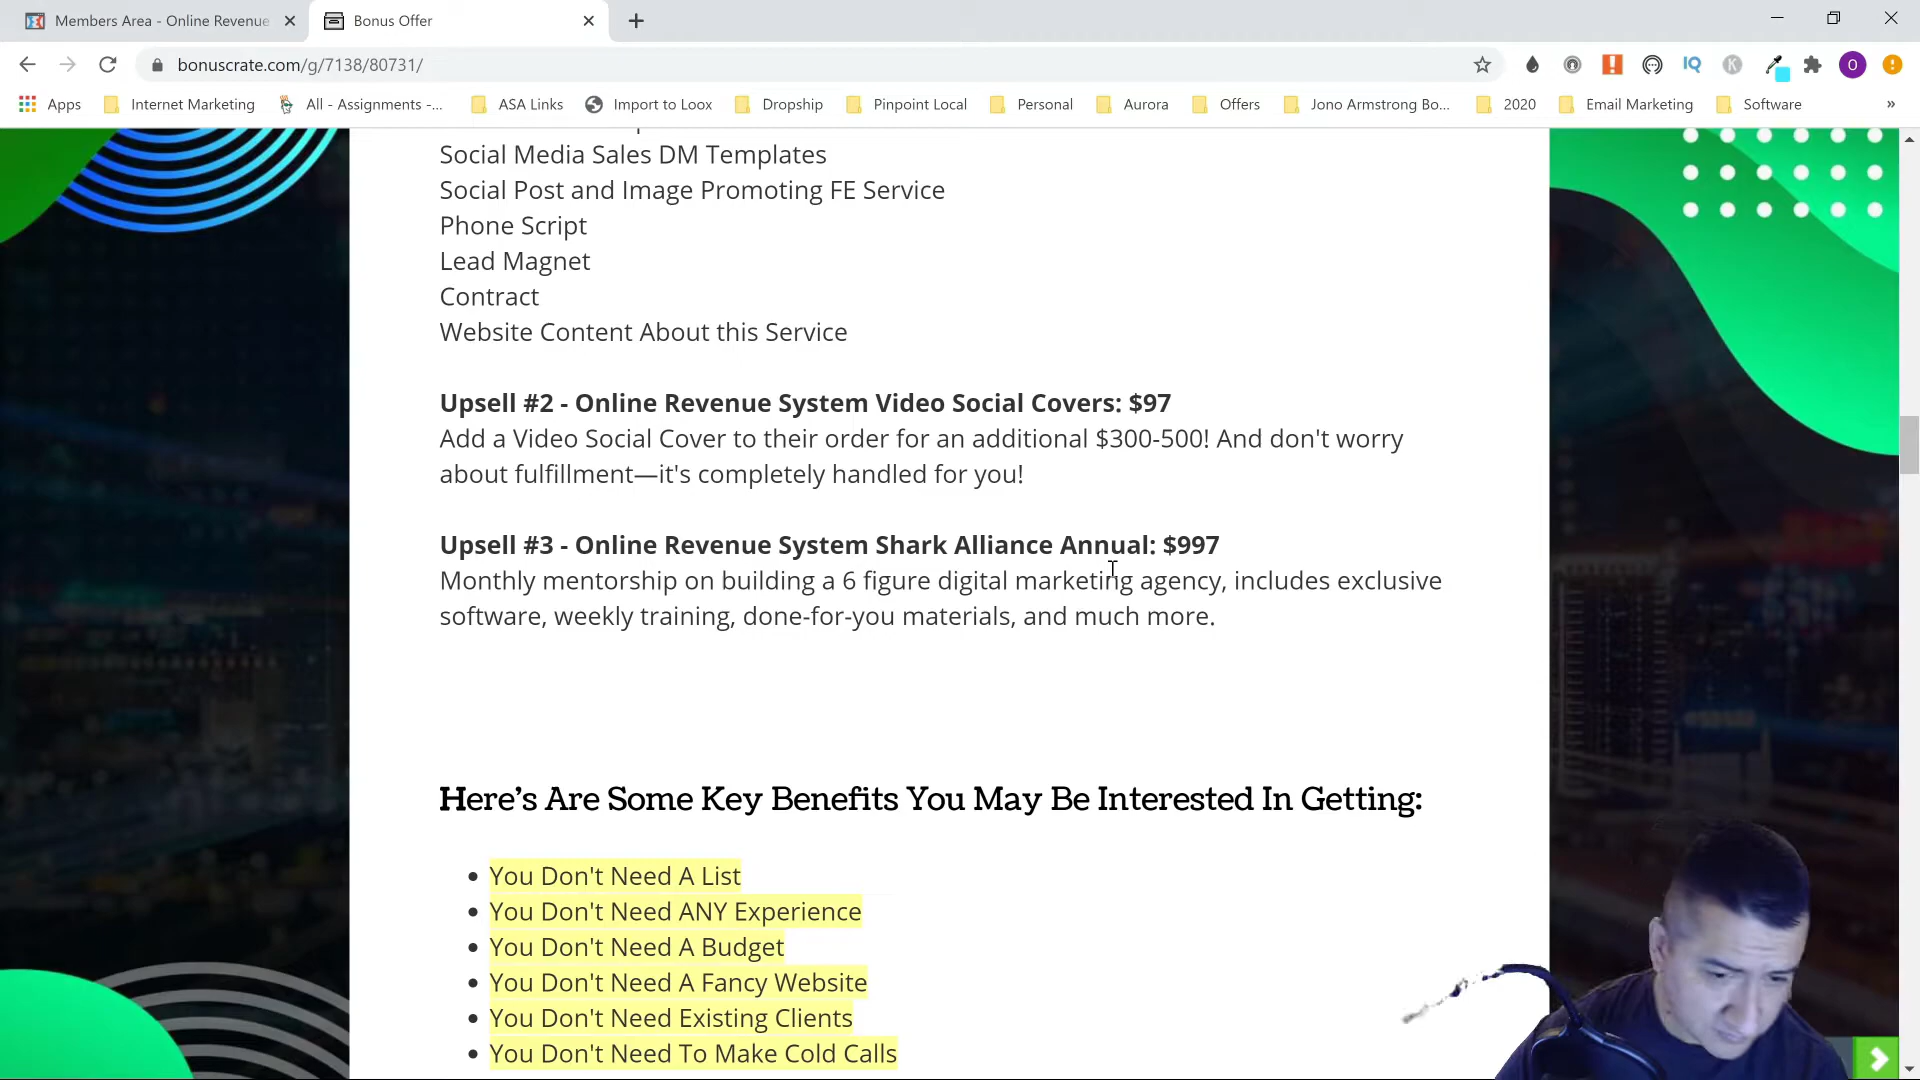 Members Area - Online Revenue
Bonus Offer
bonuscrate.com/g/7138/80731/
IQ
K
O
Apps
Internet Marketing
All - Assignments -...
ASA Links
Import to Loox
Dropship
Pinpoint Local
Personal
Aurora
Offers
Jono Armstrong Bo...
2020
Email Marketing
Software
»
Social Media Sales DM Templates
Social Post and Image Promoting FE Service
Phone Script
Lead Magnet
Contract
Website Content About this Service
Upsell #2 - Online Revenue System Video Social Covers: $97
Add a Video Social Cover to their order for an additional $300-500! And don't worry
about fulfillment—it's completely handled for you!
Upsell #3 - Online Revenue System Shark Alliance Annual: $997
Monthly mentorship on building a 6 figure digital marketing agency, includes exclusive
software, weekly training, done-for-you materials, and much more.
Here’s Are Some Key Benefits You May Be Interested In Getting:
• You Don't Need A List
• You Don't Need ANY Experience
• You Don't Need A Budget
• You Don't Need A Fancy Website
• You Don't Need Existing Clients
• You Don't Need To Make Cold Calls